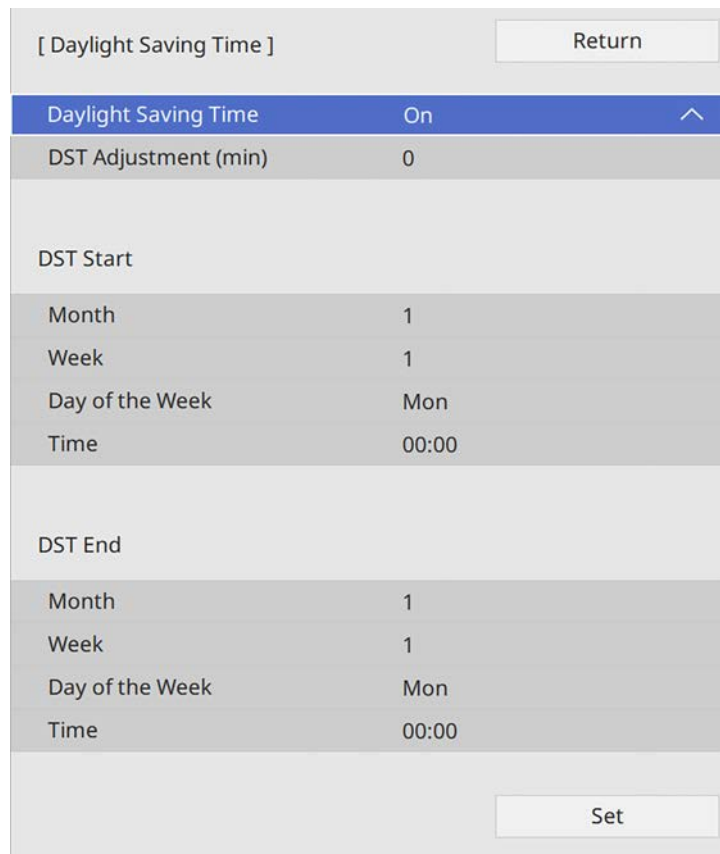 [ Daylight Saving Time ] Return
Daylight Saving Time On
DST Adjustment (min) 0
DST Start
Month 1
Week 1
Day of the Week Mon
Time 00:00
DST End
Month 1
Week 1
Day of the Week Mon
Time 00:00
Set